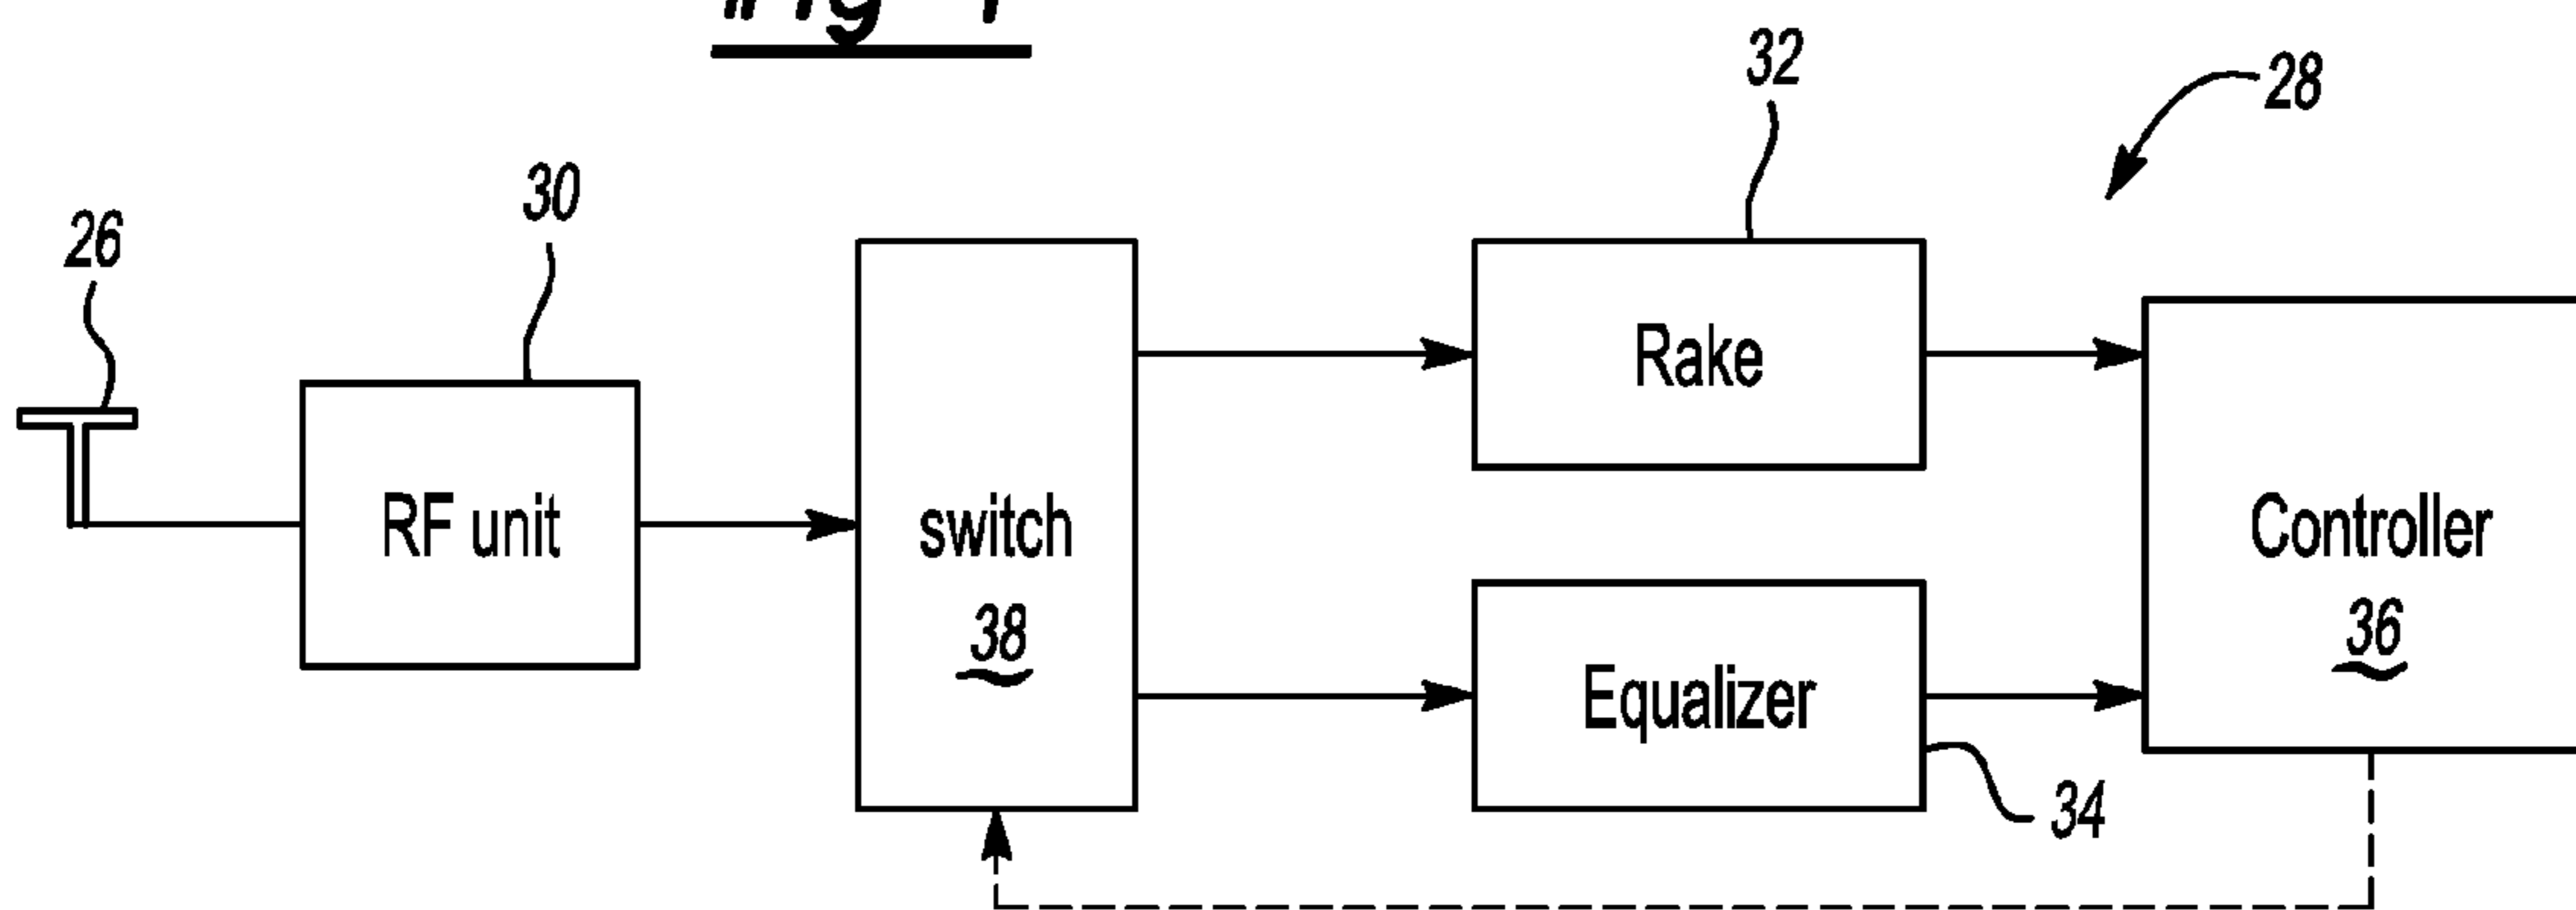 32
28
30
26
Rake
RF unit
switch
38
Controller
36
Equalizer
34